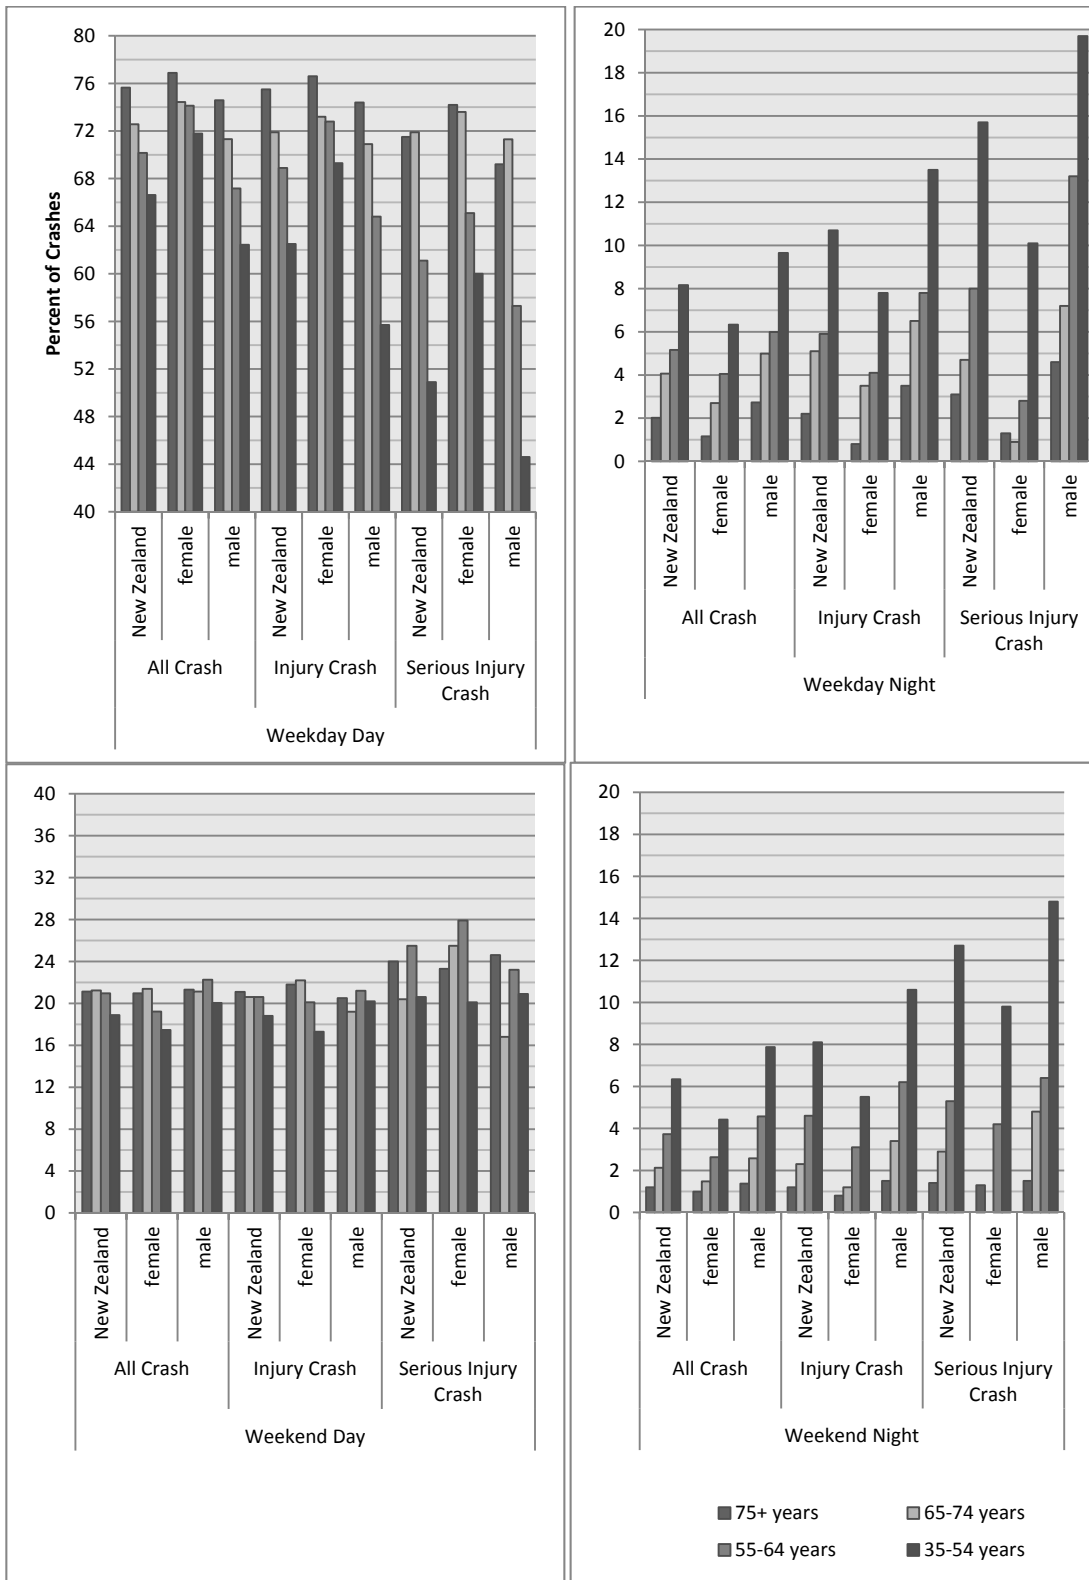 80
76
72
68
64
60
56
52
48
44
40
Percent of Crashes
New Zealand
female
male
New Zealand
female
male
New Zealand
female
male
All Crash
Injury Crash
Serious Injury
Crash
Weekday Day
20
18
16
14
12
10
8
6
4
2
0
New Zealand
female
male
New Zealand
female
male
New Zealand
female
male
All Crash
Injury Crash
Serious Injury
Crash
Weekday Night
40
36
32
28
24
20
16
12
8
4
0
New Zealand
female
male
New Zealand
female
male
New Zealand
female
male
All Crash
Injury Crash
Serious Injury
Crash
Weekend Day
20
18
16
14
12
10
8
6
4
2
0
New Zealand
female
male
New Zealand
female
male
New Zealand
female
male
All Crash
Injury Crash
Serious Injury
Crash
Weekend Night
75+ years
65-74 years
55-64 years
35-54 years